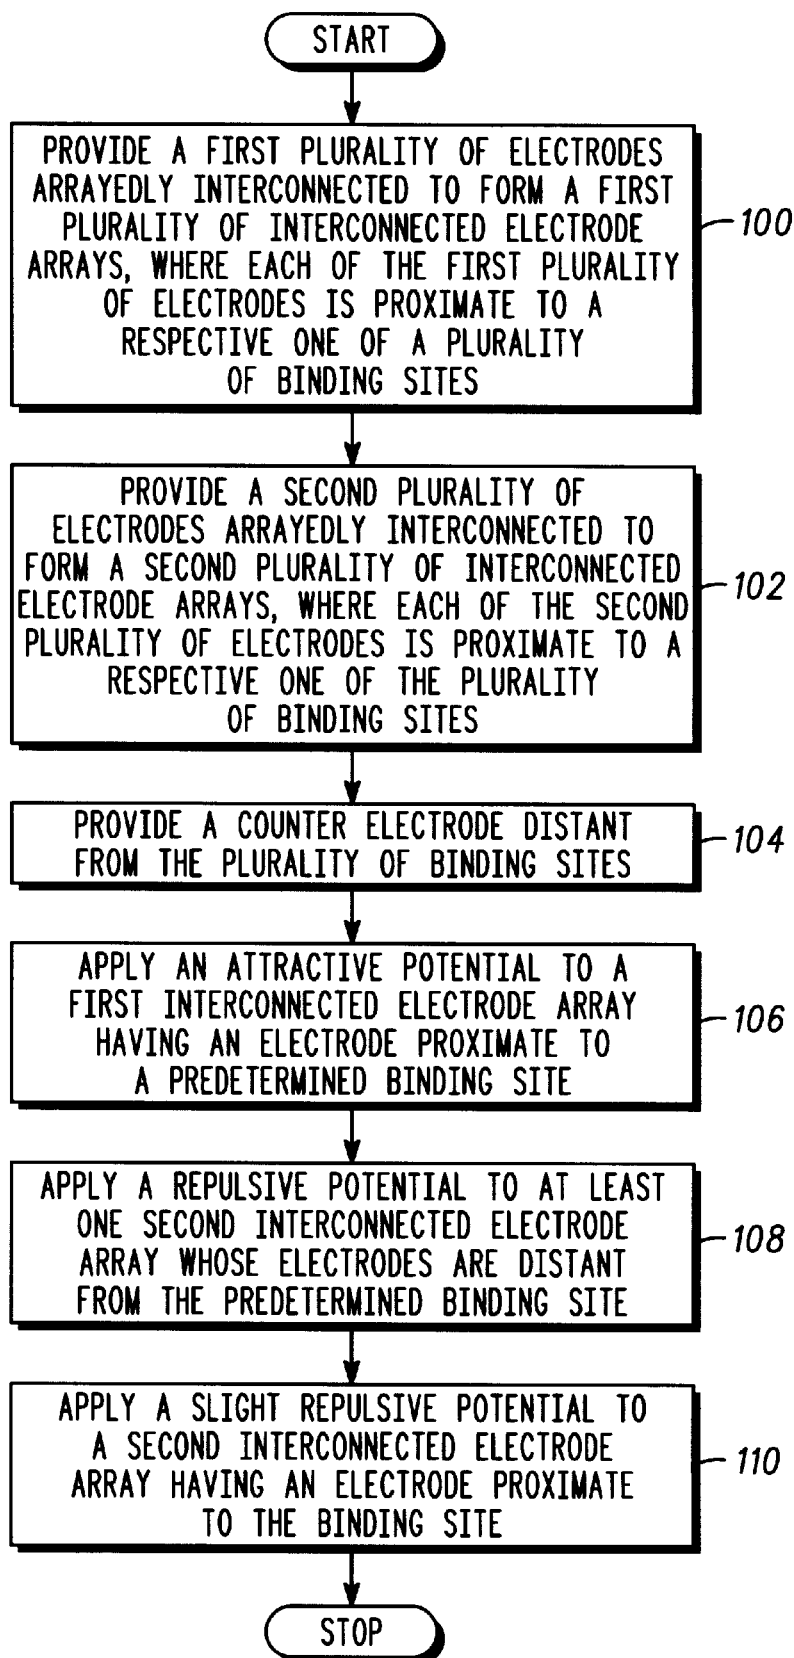 START
PROVIDE A FIRST PLURALITY OF ELECTRODES
ARRAYEDLY INTERCONNECTED TO FORM A FIRST
PLURALITY OF INTERCONNECTED ELECTRODE
ARRAYS, WHERE EACH OF THE FIRST PLURALITY
OF ELECTRODES IS PROXIMATE TO A
RESPECTIVE ONE OF A PLURALITY
OF BINDING SITES
100
PROVIDE A SECOND PLURALITY OF
ELECTRODES ARRAYEDLY INTERCONNECTED TO
FORM A SECOND PLURALITY OF INTERCONNECTED
ELECTRODE ARRAYS, WHERE EACH OF THE SECOND
PLURALITY OF ELECTRODES IS PROXIMATE TO A
RESPECTIVE ONE OF THE PLURALITY
OF BINDING SITES
102
PROVIDE A COUNTER ELECTRODE DISTANT
FROM THE PLURALITY OF BINDING SITES
104
APPLY AN ATTRACTIVE POTENTIAL TO A
FIRST INTERCONNECTED ELECTRODE ARRAY
HAVING AN ELECTRODE PROXIMATE TO
A PREDETERMINED BINDING SITE
106
APPLY A REPULSIVE POTENTIAL TO AT LEAST
ONE SECOND INTERCONNECTED ELECTRODE
ARRAY WHOSE ELECTRODES ARE DISTANT
FROM THE PREDETERMINED BINDING SITE
108
APPLY A SLIGHT REPULSIVE POTENTIAL TO
A SECOND INTERCONNECTED ELECTRODE
ARRAY HAVING AN ELECTRODE PROXIMATE
TO THE BINDING SITE
110
STOP